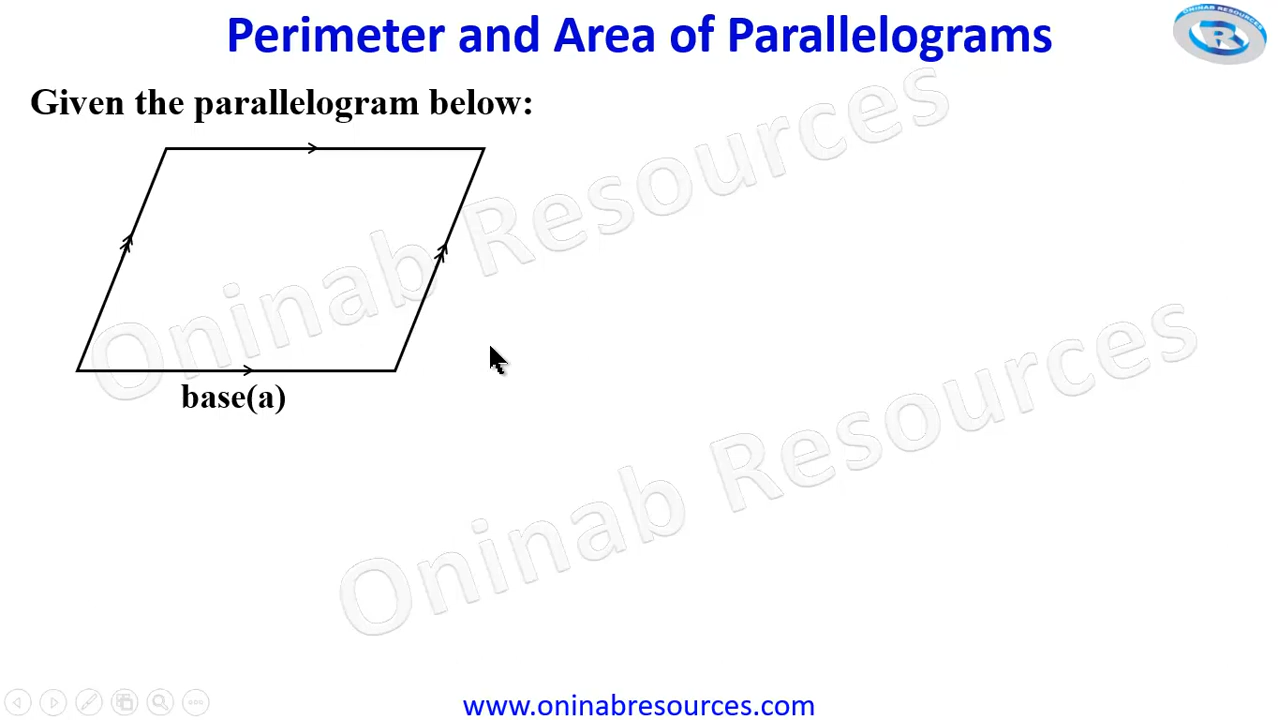 Perimeter and Area of Parallelograms
ONINAB RESOURCES
R
Given the parallelogram below:
base(a)
Oninab Resources
Oninab Resources
www.oninabresources.com